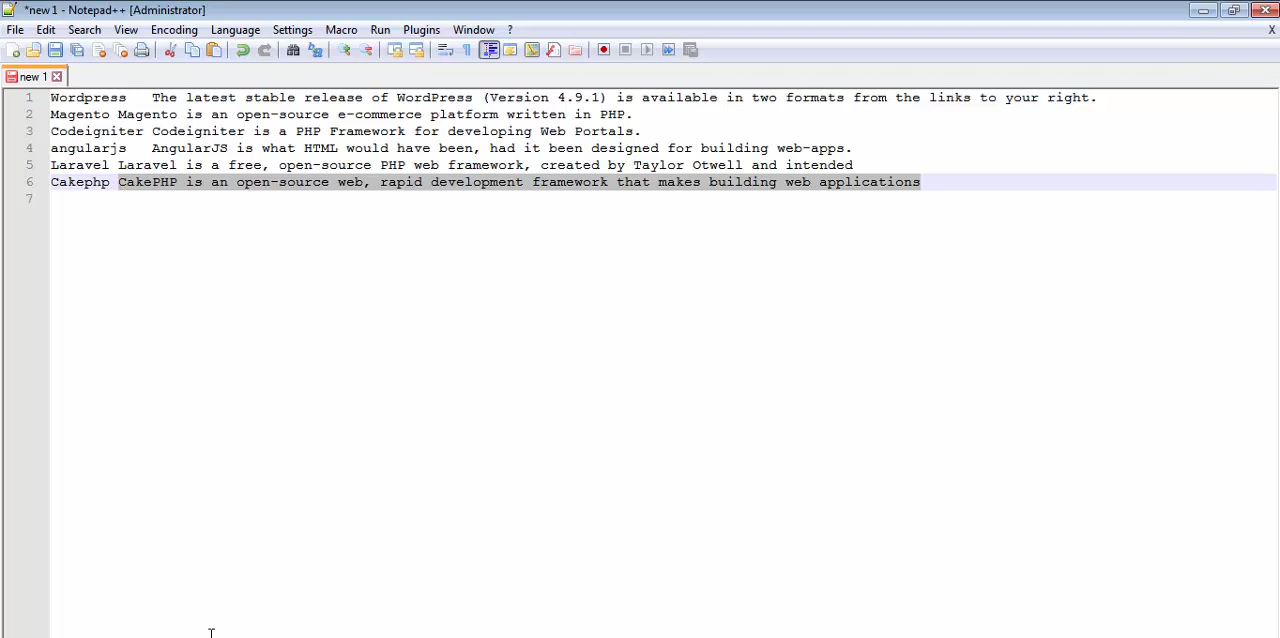 *new 1 - Notepad++ [Administrator]
File Edit Search View Encoding Language Settings Macro Run Plugins Window ? X
new 1
1 Wordpress   The latest stable release of WordPress (Version 4.9.1) is available in two formats from the links to your right.
2 Magento Magento is an open-source e-commerce platform written in PHP.
3 Codeigniter Codeigniter is a PHP Framework for developing Web Portals.
4 angularjs   AngularJS is what HTML would have been, had it been designed for building web-apps.
5 Laravel Laravel is a free, open-source PHP web framework, created by Taylor Otwell and intended
6 Cakephp CakePHP is an open-source web, rapid development framework that makes building web applications
7